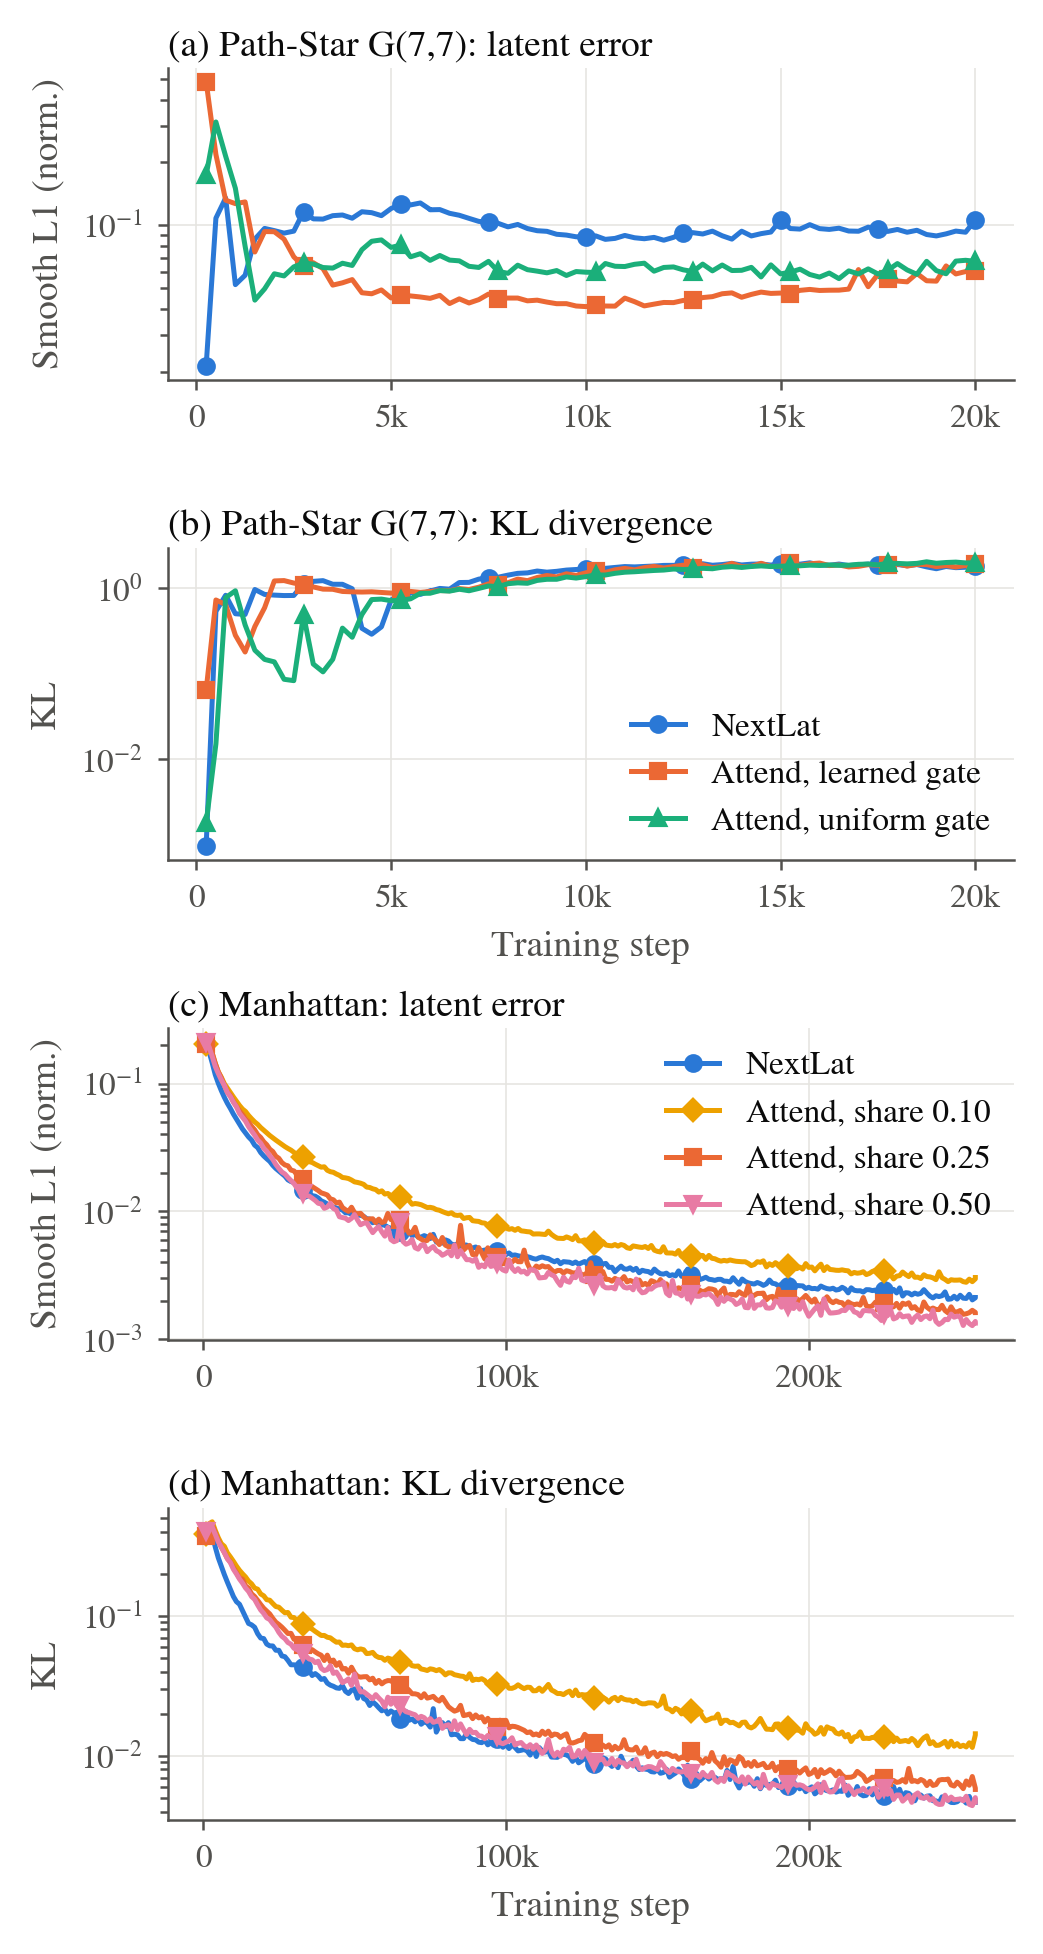 (a) Path-Star G(7,7): latent error
Smooth L1 (norm.)
10⁻¹
0 5k 10k 15k 20k
(b) Path-Star G(7,7): KL divergence
KL
10⁰
10⁻²
NextLat
Attend, learned gate
Attend, uniform gate
0 5k 10k 15k 20k
Training step
(c) Manhattan: latent error
Smooth L1 (norm.)
10⁻¹
10⁻²
10⁻³
NextLat
Attend, share 0.10
Attend, share 0.25
Attend, share 0.50
0 100k 200k
(d) Manhattan: KL divergence
KL
10⁻¹
10⁻²
0 100k 200k
Training step